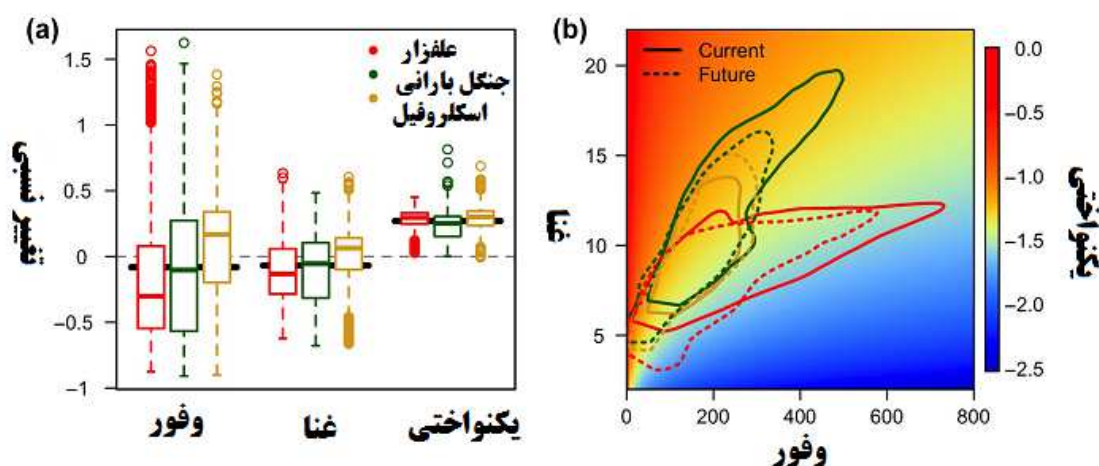 (a)
علفزار
جنگل بارانی
اسکلروفیل
تغییر نسبی
1.5
1
0.5
0
−0.5
−1
وفور
غنا
یکنواختی
(b)
Current
Future
غنا
20
15
10
5
0
200
400
600
800
وفور
0.0
−0.5
−1.0
−1.5
−2.0
−2.5
یکنواختی